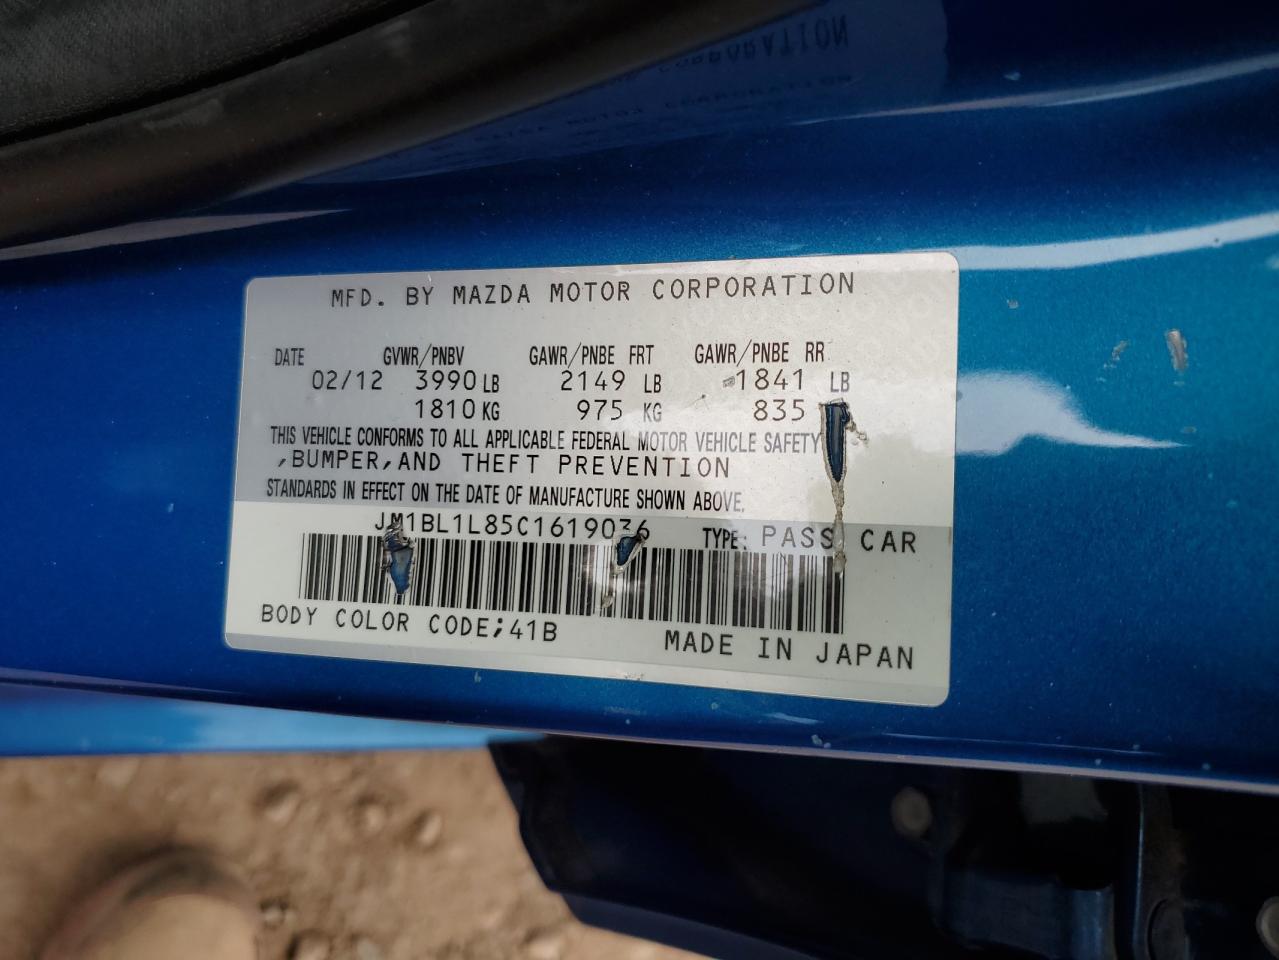 MFD. BY MAZDA MOTOR CORPORATION
DATE GVWR/PNBV GAWR/PNBE FRT GAWR/PNBE RR
02/12 3990 LB 2149 LB 1841 LB
1810 KG 975 KG 835
THIS VEHICLE CONFORMS TO ALL APPLICABLE FEDERAL MOTOR VEHICLE SAFETY
,BUMPER,AND THEFT PREVENTION
STANDARDS IN EFFECT ON THE DATE OF MANUFACTURE SHOWN ABOVE.
JM1BL1L85C1619036 TYPE: PASS CAR
BODY COLOR CODE;41B MADE IN JAPAN